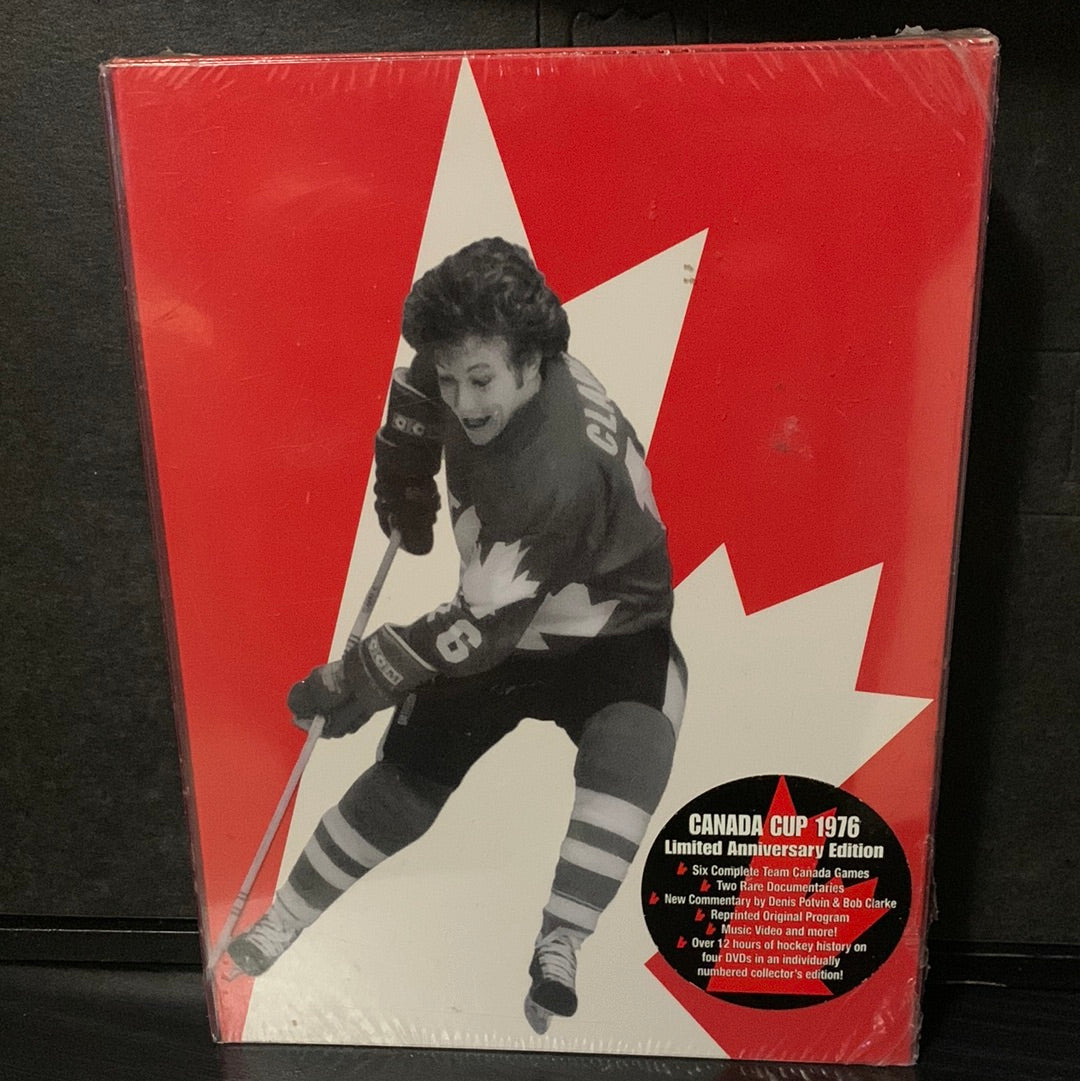 CLA
6
CANADA CUP 1976
Limited Anniversary Edition
Six Complete Team Canada Games
Two Rare Documentaries
New Commentary by Denis Potvin & Bob Clarke
Reprinted Original Program
Music Video and more!
Over 12 hours of hockey history on
four DVDs in an individually
numbered collector's edition!